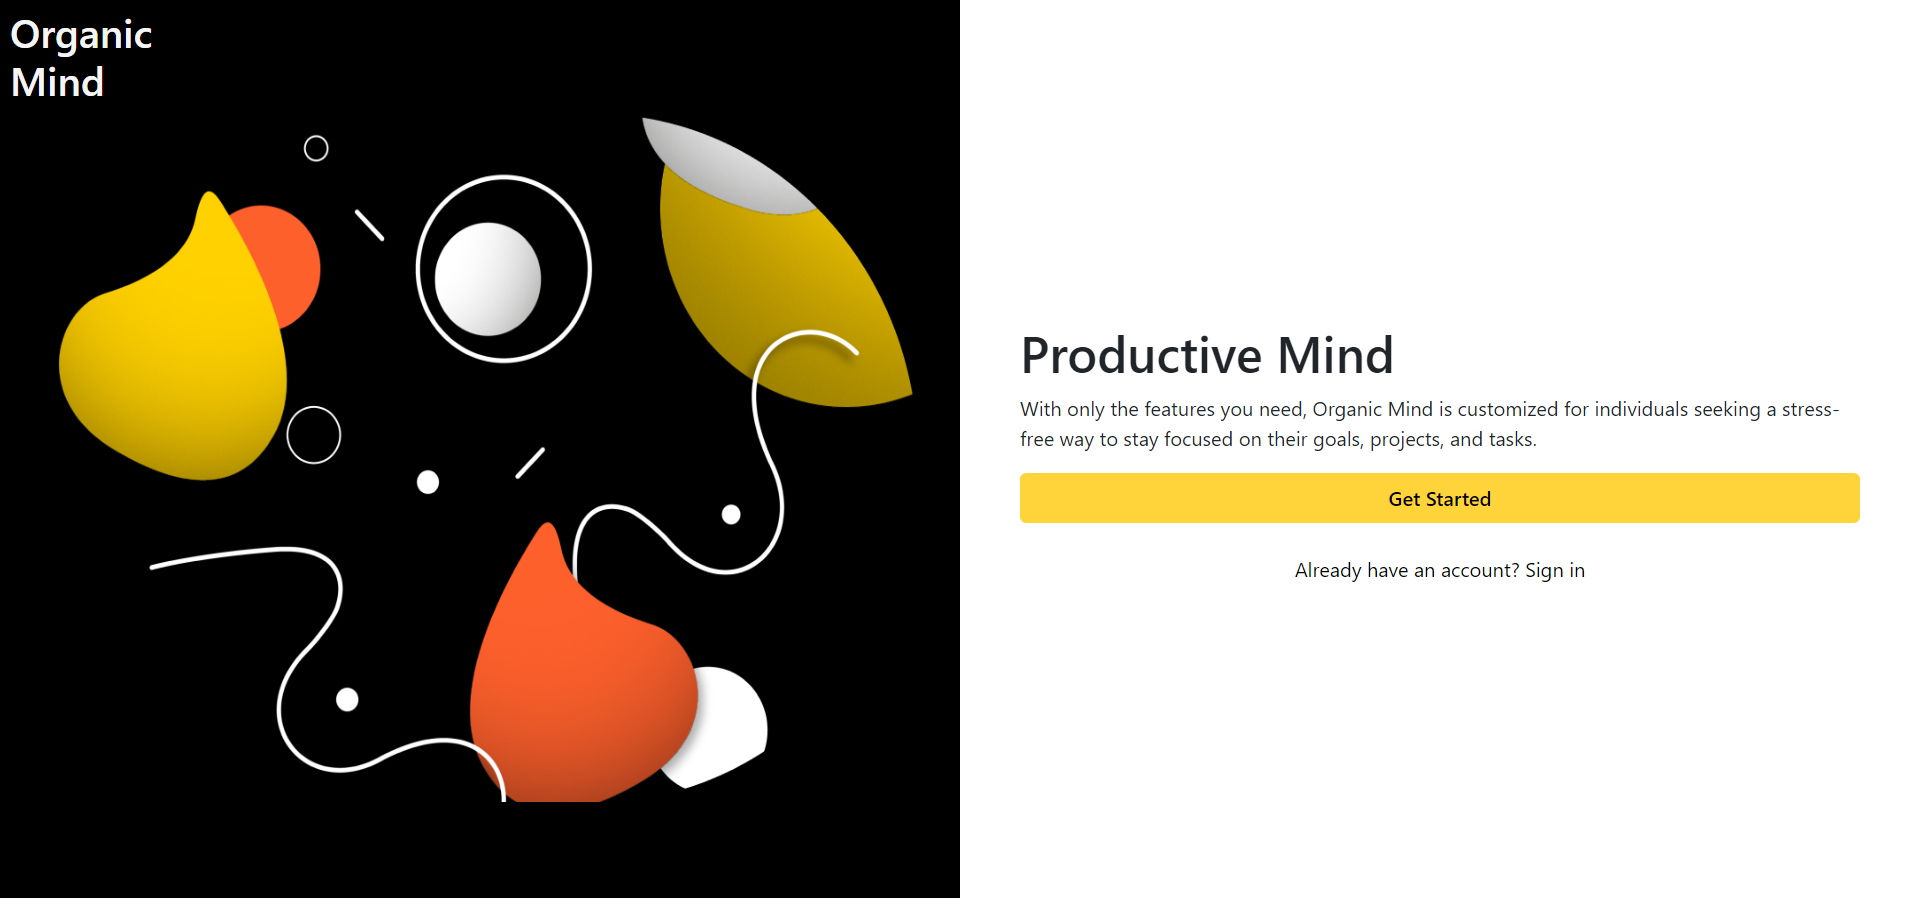 Organic
Mind
Productive Mind
With only the features you need, Organic Mind is customized for individuals seeking a stress-
free way to stay focused on their goals, projects, and tasks.
Get Started
Already have an account? Sign in